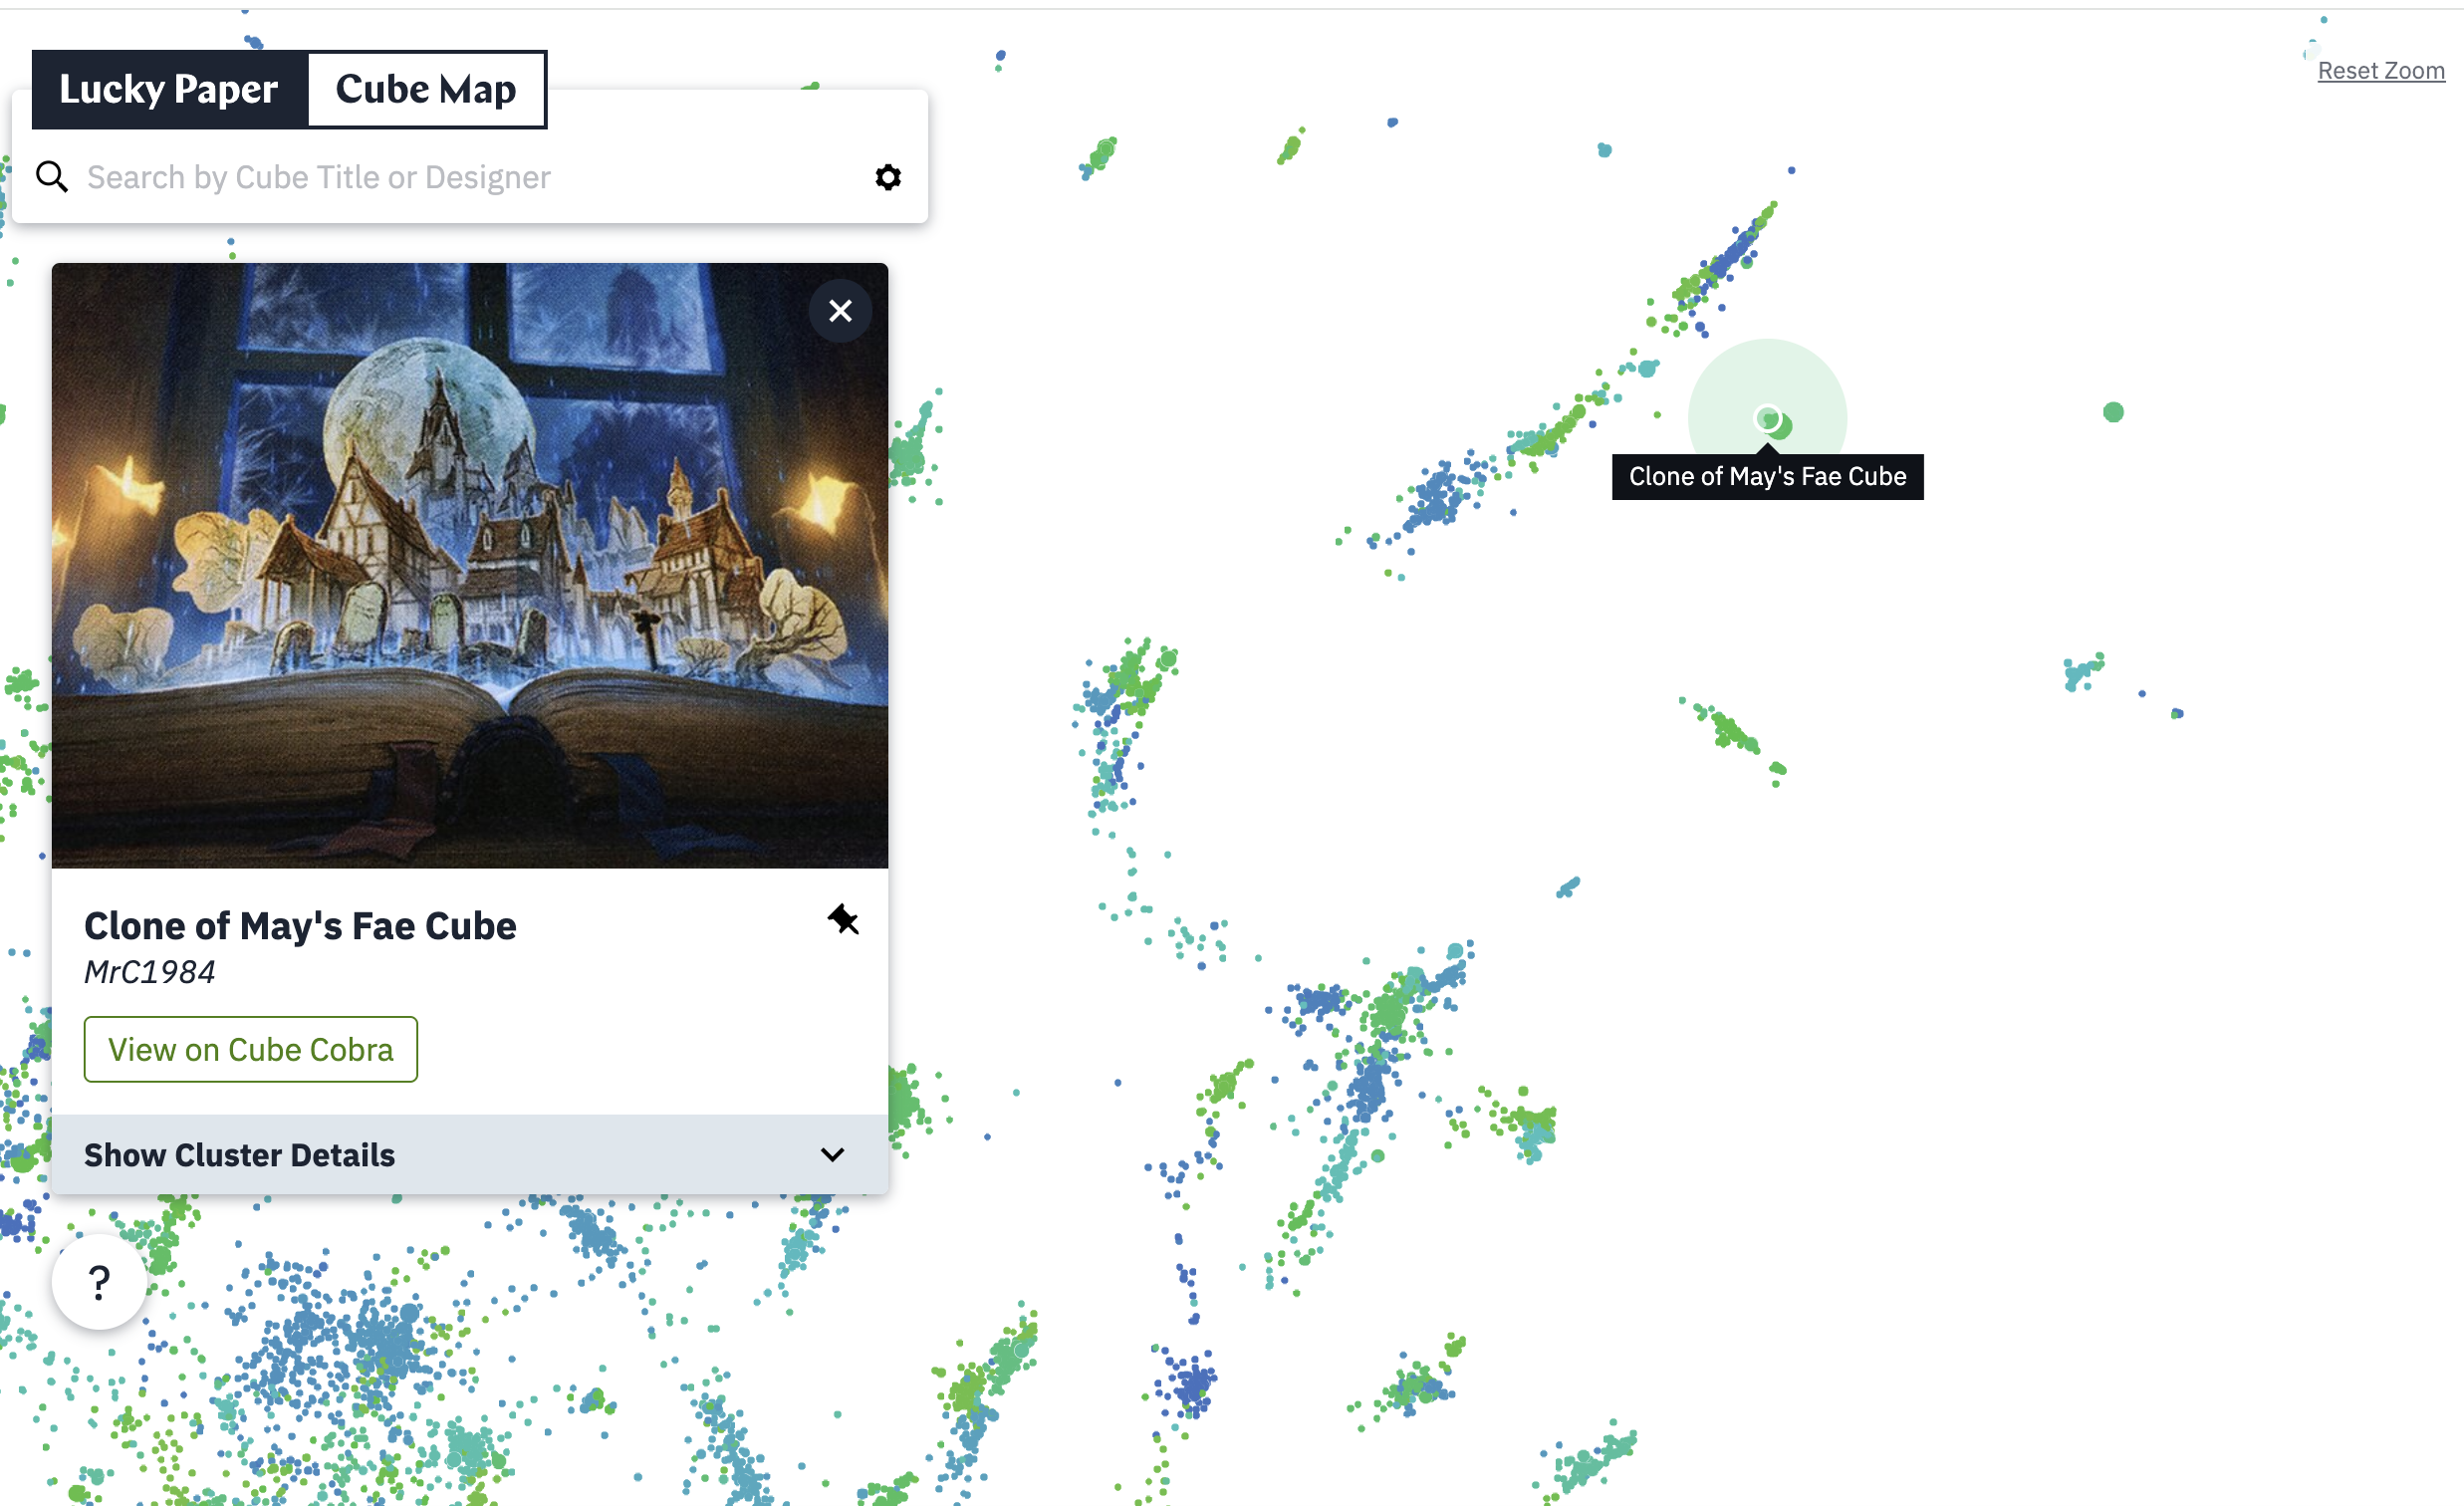 Lucky Paper
Cube Map
Reset Zoom
Search by Cube Title or Designer
Clone of May's Fae Cube
Clone of May's Fae Cube
MrC1984
View on Cube Cobra
Show Cluster Details
?